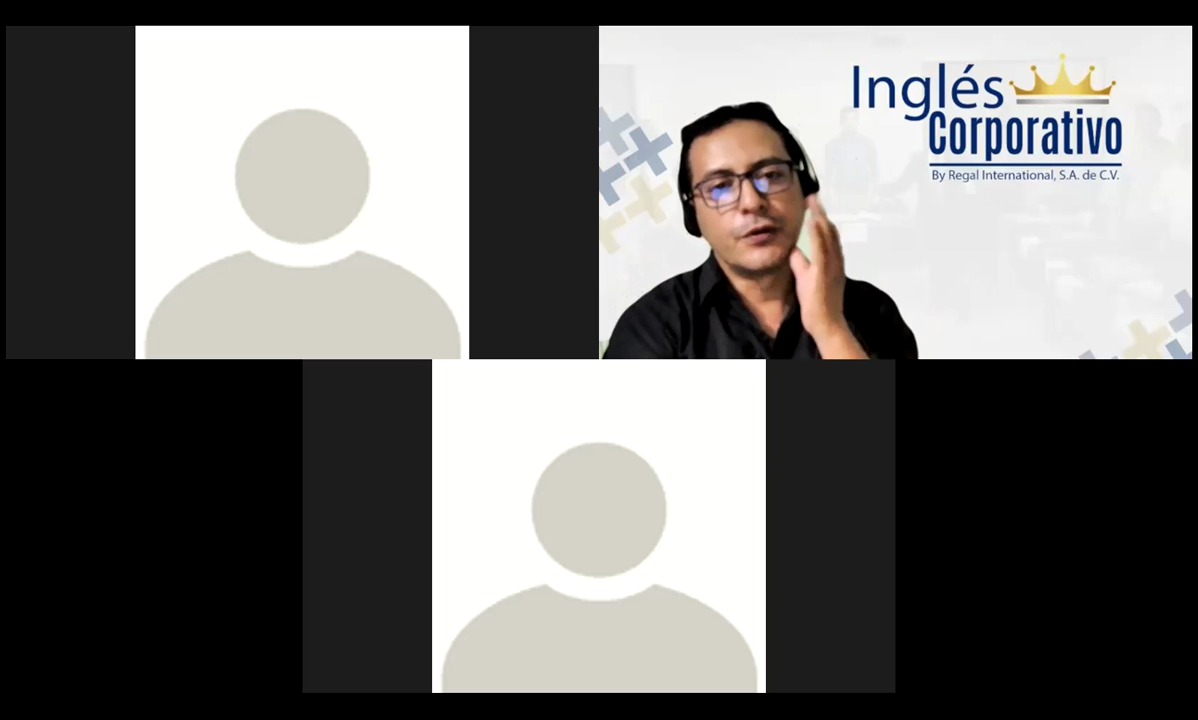 Inglés
Corporativo
By Regal International, S.A. de C.V.